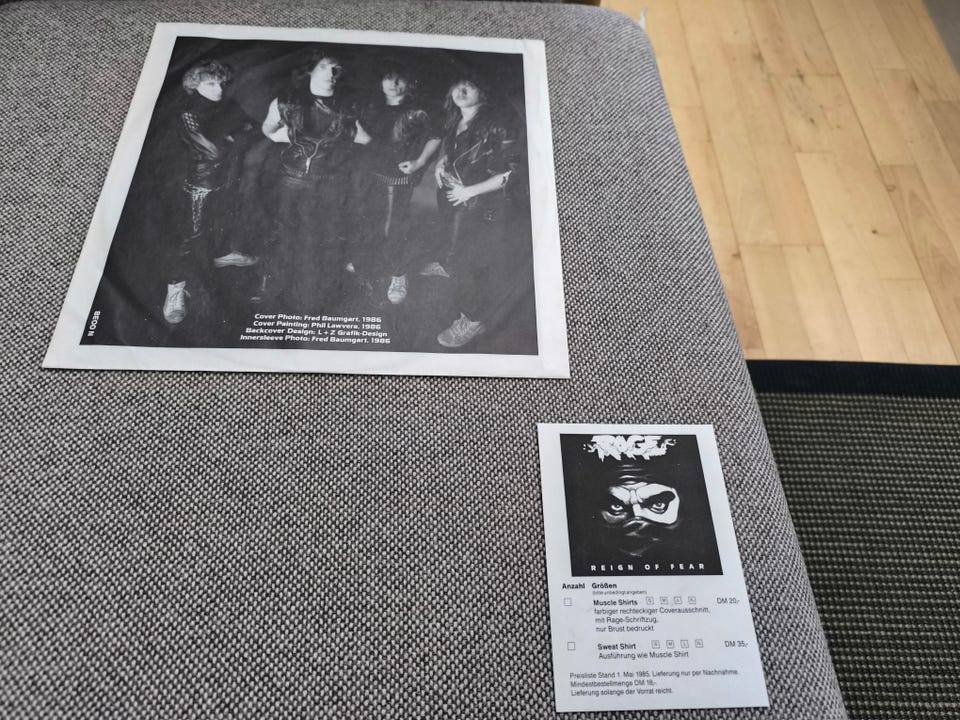 Cover Photo: Fred Baumgart, 1986
Cover Painting: Phil Lawvere, 1986
Backcover Design: L + Z Grafik-Design
Innersleeve Photo: Fred Baumgart, 1986
N 0038
RAGE
REIGN OF FEAR
Anzahl Größen
(bitte unbedingt angeben)
Muscle Shirts S M L XL DM 20,-
farbiger rechteckiger Coverausschnitt,
mit Rage-Schriftzug,
nur Brust bedruckt
Sweat Shirt S M L XL DM 35,-
Ausführung wie Muscle Shirt
Preisliste Stand 1. Mai 1985. Lieferung nur per Nachnahme.
Mindestbestellmenge DM 18,-.
Lieferung solange der Vorrat reicht.